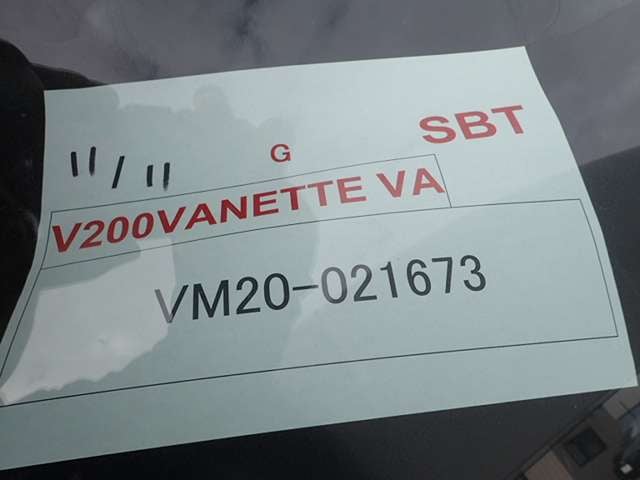 SBT
11/11 G
V200VANETTE VA
VM20-021673